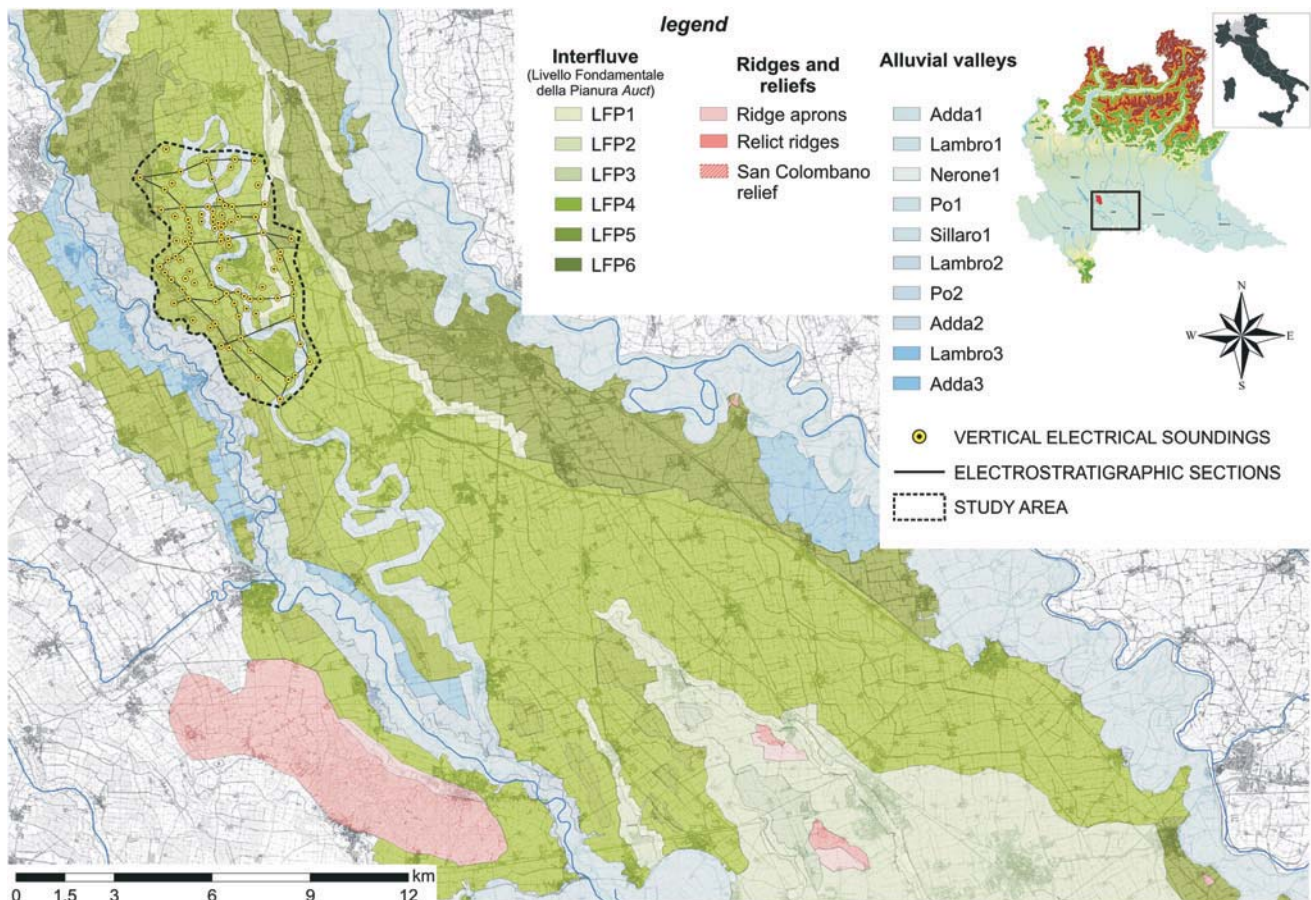 legend
Interfluve
(Livello Fondamentale
della Pianura Auct)
LFP1
LFP2
LFP3
LFP4
LFP5
LFP6
Ridges and
reliefs
Ridge aprons
Relict ridges
San Colombano
relief
Alluvial valleys
Adda1
Lambro1
Nerone1
Po1
Sillaro1
Lambro2
Po2
Adda2
Lambro3
Adda3
N
W E
S
VERTICAL ELECTRICAL SOUNDINGS
ELECTROSTRATIGRAPHIC SECTIONS
STUDY AREA
km
0 1.5 3 6 9 12